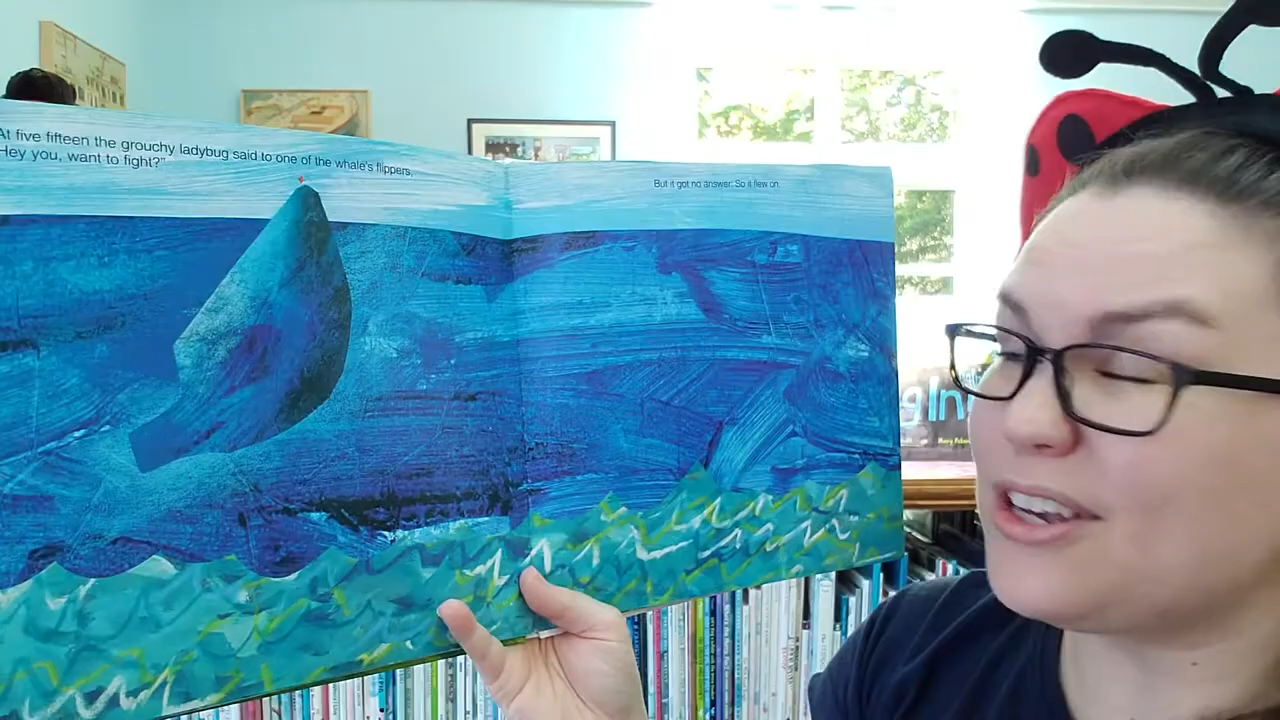 At five fifteen the grouchy ladybug said to one of the whale's flippers,
Hey you, want to fight?"
But it got no answer. So it flew on.